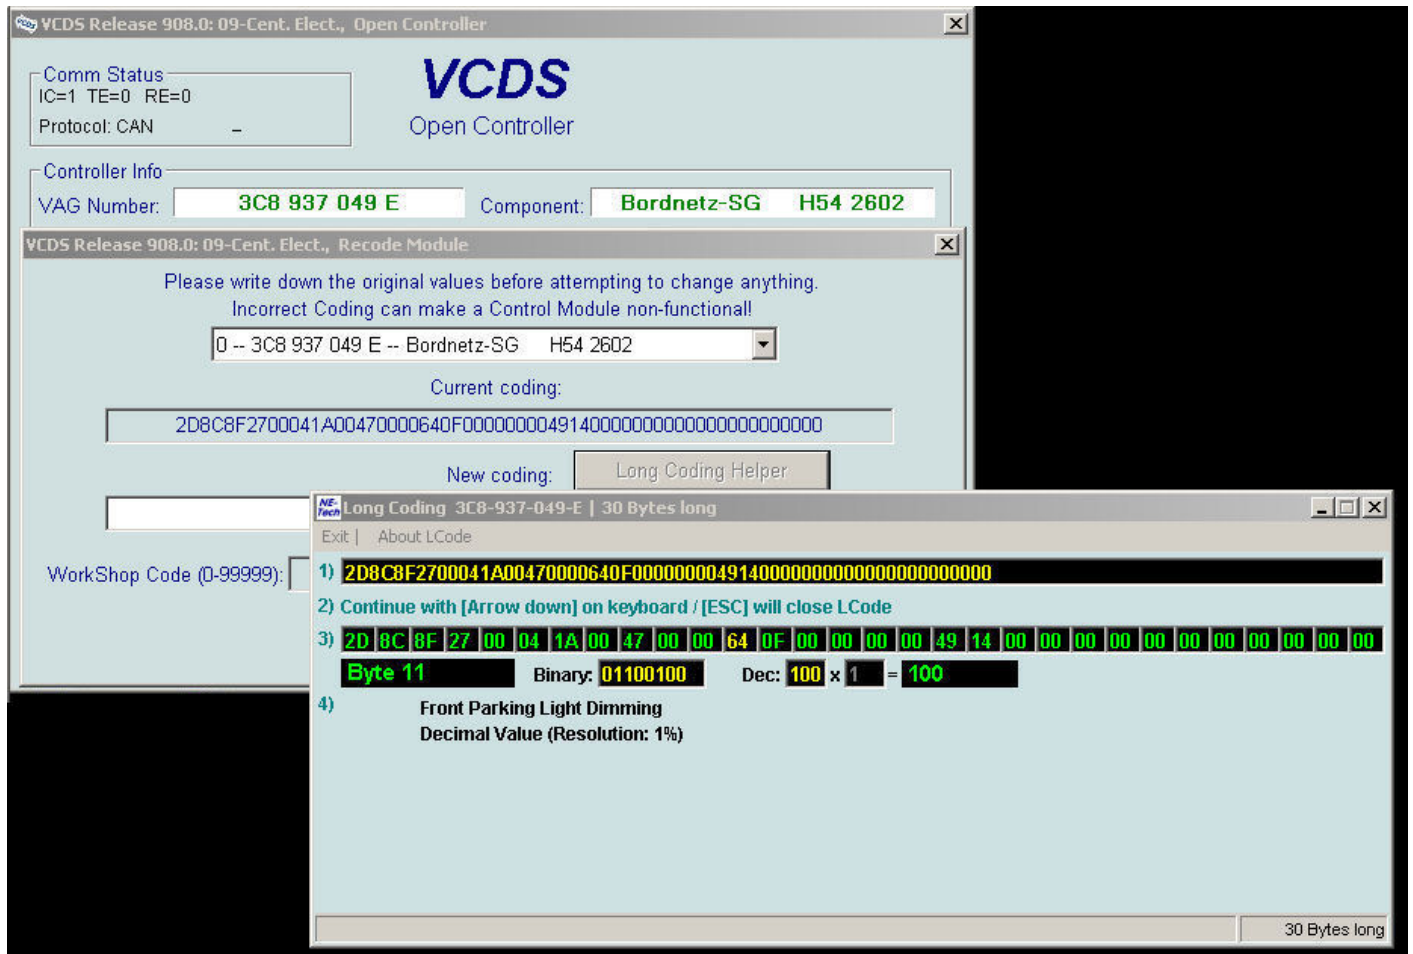 VCDS Release 908.0: 09-Cent. Elect., Open Controller
Comm Status
IC=1 TE=0 RE=0
Protocol: CAN
VCDS
Open Controller
Controller Info
VAG Number: 3C8 937 049 E Component: Bordnetz-SG H54 2602
VCDS Release 908.0: 09-Cent. Elect., Recode Module
Please write down the original values before attempting to change anything.
Incorrect Coding can make a Control Module non-functional!
0 -- 3C8 937 049 E -- Bordnetz-SG H54 2602
Current coding:
2D8C8F2700041A00470000640F0000000049140000000000000000000000
New coding: Long Coding Helper
WorkShop Code (0-99999):
NE-Tech Long Coding 3C8-937-049-E | 30 Bytes long
Exit | About LCode
1) 2D8C8F2700041A00470000640F0000000049140000000000000000000000
2) Continue with [Arrow down] on keyboard / [ESC] will close LCode
3) 2D 8C 8F 27 00 04 1A 00 47 00 00 64 0F 00 00 00 00 49 14 00 00 00 00 00 00 00 00 00 00 00
Byte 11 Binary: 01100100 Dec: 100 x 1 = 100
4) Front Parking Light Dimming
Decimal Value (Resolution: 1%)
30 Bytes long